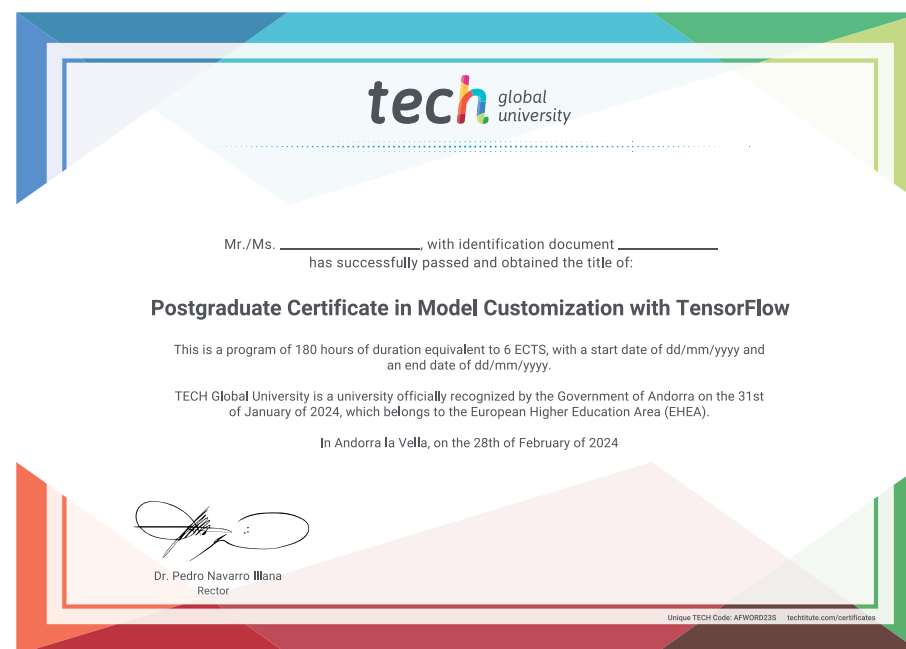 tech global university
Mr./Ms. ____________, with identification document ____________
has successfully passed and obtained the title of:
Postgraduate Certificate in Model Customization with TensorFlow
This is a program of 180 hours of duration equivalent to 6 ECTS, with a start date of dd/mm/yyyy and
an end date of dd/mm/yyyy.
TECH Global University is a university officially recognized by the Government of Andorra on the 31st
of January of 2024, which belongs to the European Higher Education Area (EHEA).
In Andorra la Vella, on the 28th of February of 2024
Dr. Pedro Navarro Illana
Rector
Unique TECH Code: AFWORD23S techtitute.com/certificates